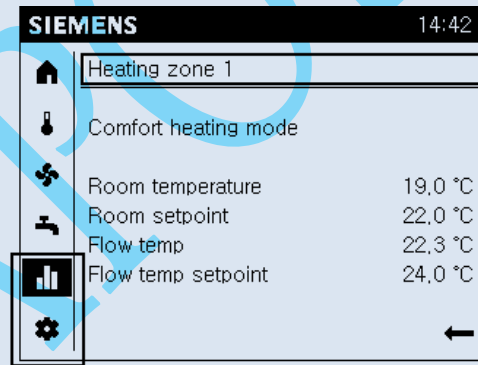 SIEMENS 14:42
Heating zone 1
Comfort heating mode
Room temperature 19,0 °C
Room setpoint 22,0 °C
Flow temp 22,3 °C
Flow temp setpoint 24,0 °C